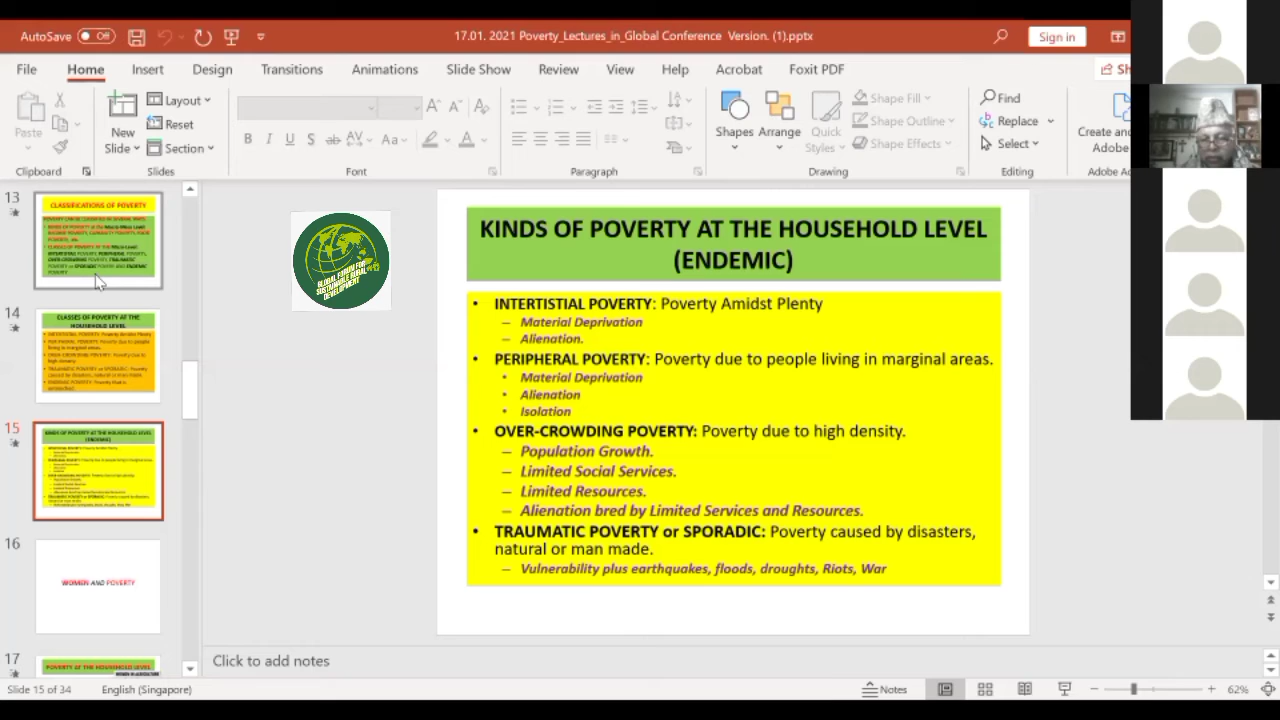 AutoSave Off
17.01. 2021 Poverty_Lectures_in_Global Conference Version. (1).pptx
Sign in
File Home Insert Design Transitions Animations Slide Show Review View Help Acrobat Foxit PDF Sh
Paste
New
Slide
Layout
Reset
Section
Shapes
Arrange
Quick
Styles
Shape Fill
Shape Outline
Shape Effects
Find
Replace
Select
Create and
Adobe
Clipboard Slides Font Paragraph Drawing Editing Adobe A
13
CLASSIFICATIONS OF POVERTY
14
CLASSES OF POVERTY AT THE
HOUSEHOLD LEVEL
15
KINDS OF POVERTY AT THE HOUSEHOLD LEVEL
(ENDEMIC)
16
WOMEN AND POVERTY
17
POVERTY AT THE HOUSEHOLD LEVEL
GLOBAL FORUM FOR
SUSTAINABLE RURAL
DEVELOPMENT
KINDS OF POVERTY AT THE HOUSEHOLD LEVEL
(ENDEMIC)
• INTERTISTIAL POVERTY: Poverty Amidst Plenty
– Material Deprivation
– Alienation.
• PERIPHERAL POVERTY: Poverty due to people living in marginal areas.
• Material Deprivation
• Alienation
• Isolation
• OVER-CROWDING POVERTY: Poverty due to high density.
– Population Growth.
– Limited Social Services.
– Limited Resources.
– Alienation bred by Limited Services and Resources.
• TRAUMATIC POVERTY or SPORADIC: Poverty caused by disasters,
natural or man made.
– Vulnerability plus earthquakes, floods, droughts, Riots, War
Click to add notes
Slide 15 of 34 English (Singapore) Notes 62%